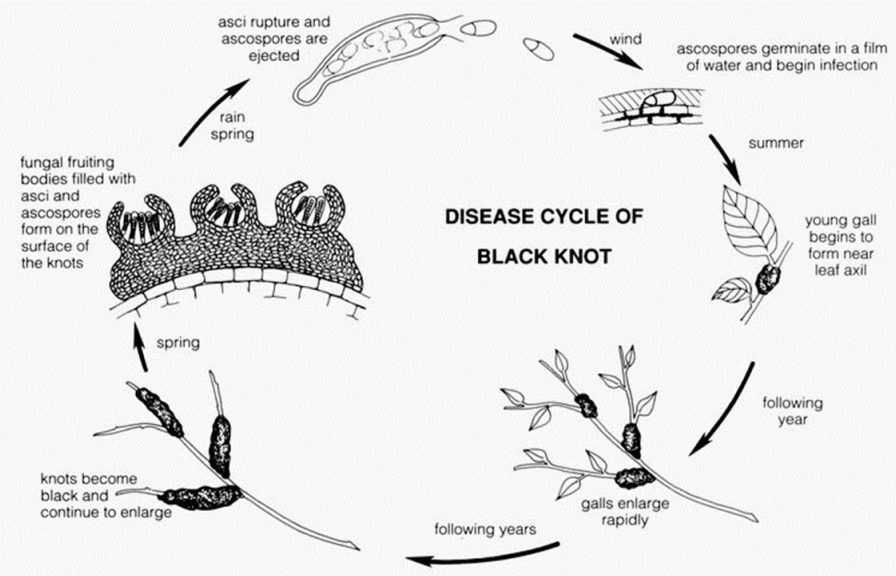 asci rupture and
ascospores are
ejected
wind
ascospores germinate in a film
of water and begin infection
rain
spring
summer
fungal fruiting
bodies filled with
asci and
ascospores
form on the
surface of
the knots
DISEASE CYCLE OF
BLACK KNOT
young gall
begins to
form near
leaf axil
spring
following
year
knots become
black and
continue to enlarge
galls enlarge
rapidly
following years